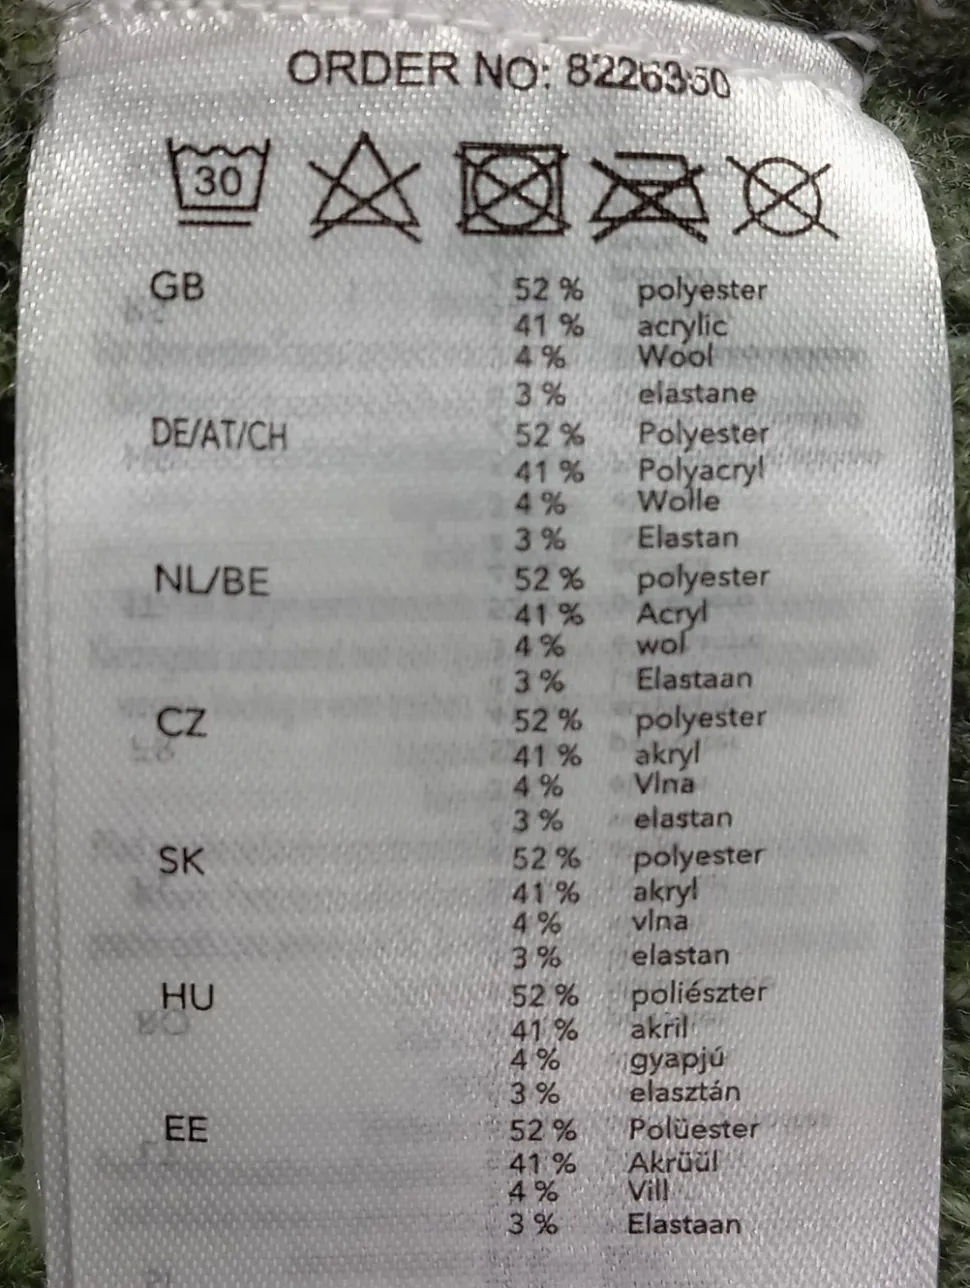 ORDER NO: 8226350
30
GB 52 % polyester
41 % acrylic
4 % Wool
3 % elastane
DE/AT/CH 52 % Polyester
41 % Polyacryl
4 % Wolle
3 % Elastan
NL/BE 52 % polyester
41 % Acryl
4 % wol
3 % Elastaan
CZ 52 % polyester
41 % akryl
4 % Vlna
3 % elastan
SK 52 % polyester
41 % akryl
4 % vlna
3 % elastan
HU 52 % poliészter
41 % akril
4 % gyapjú
3 % elasztán
EE 52 % Polüester
41 % Akrüül
4 % Vill
3 % Elastaan